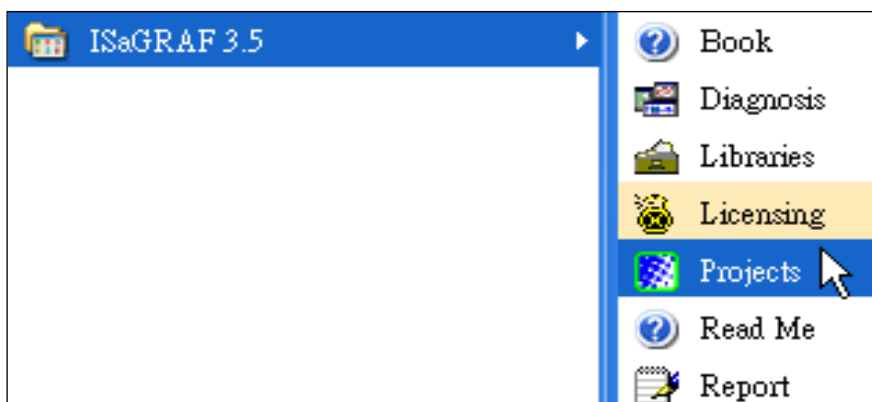 ISaGRAF 3.5
Book
Diagnosis
Libraries
Licensing
Projects
Read Me
Report